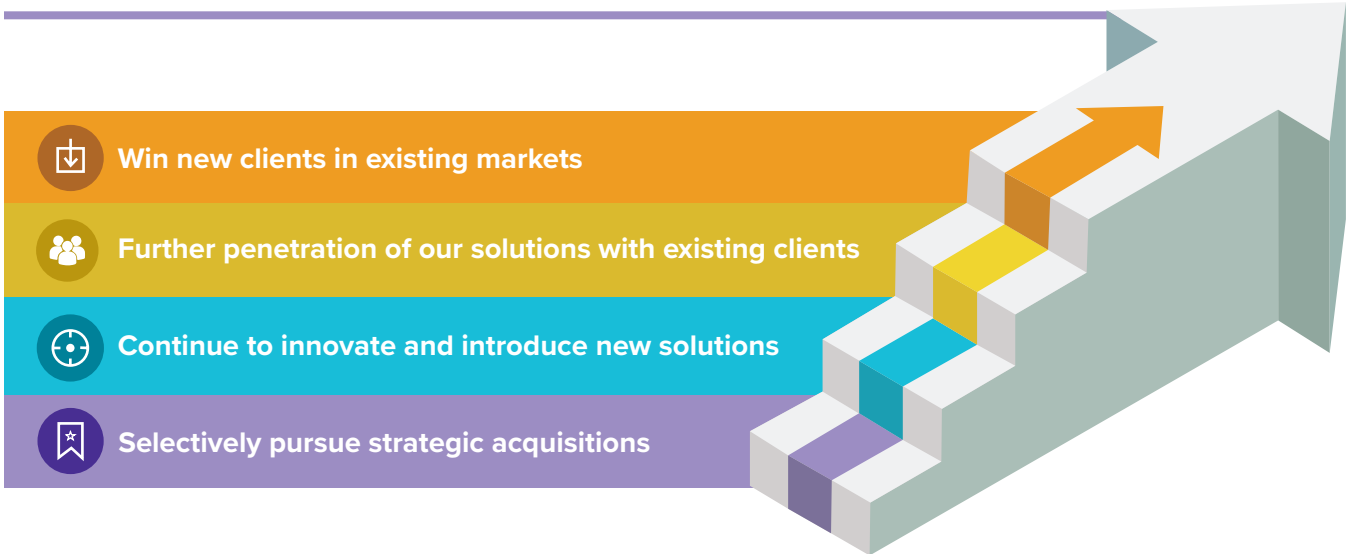 Win new clients in existing markets
Further penetration of our solutions with existing clients
Continue to innovate and introduce new solutions
Selectively pursue strategic acquisitions